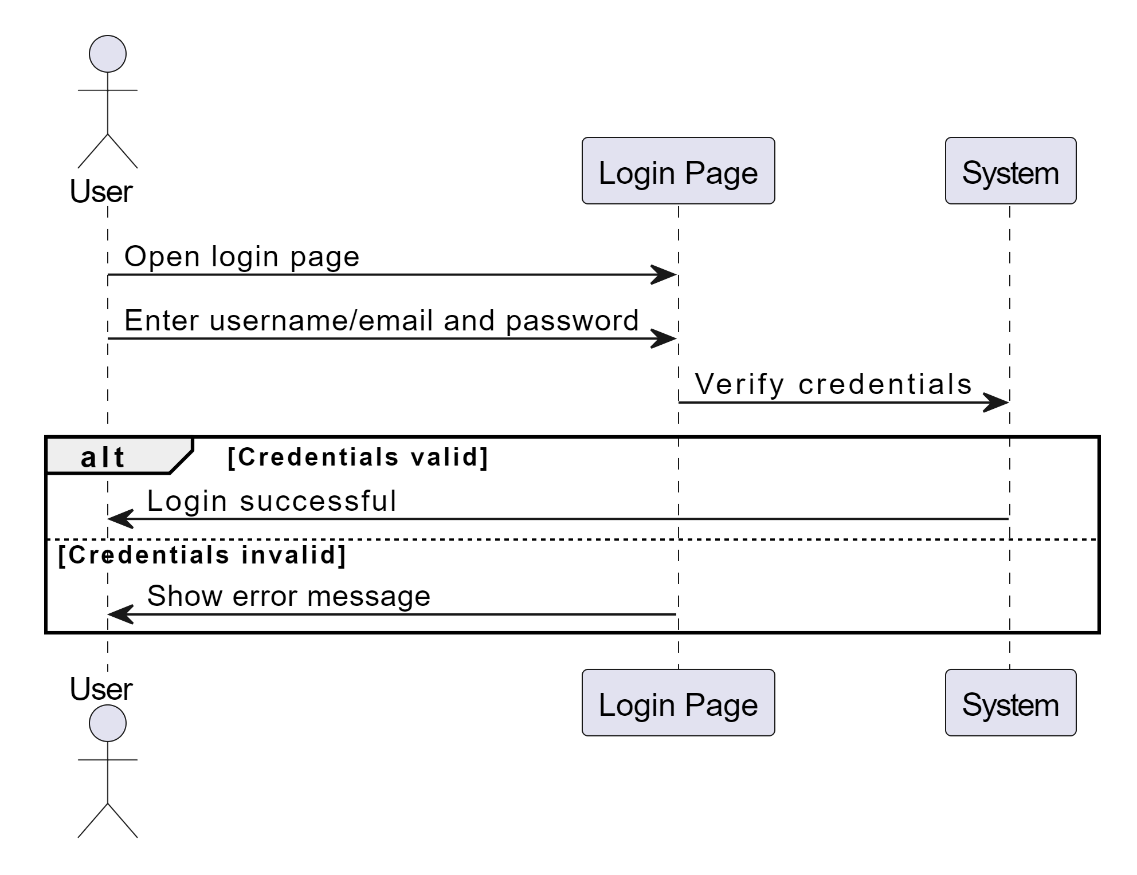 User
Login Page
System
Open login page
Enter username/email and password
Verify credentials
alt [Credentials valid]
Login successful
[Credentials invalid]
Show error message
User
Login Page
System